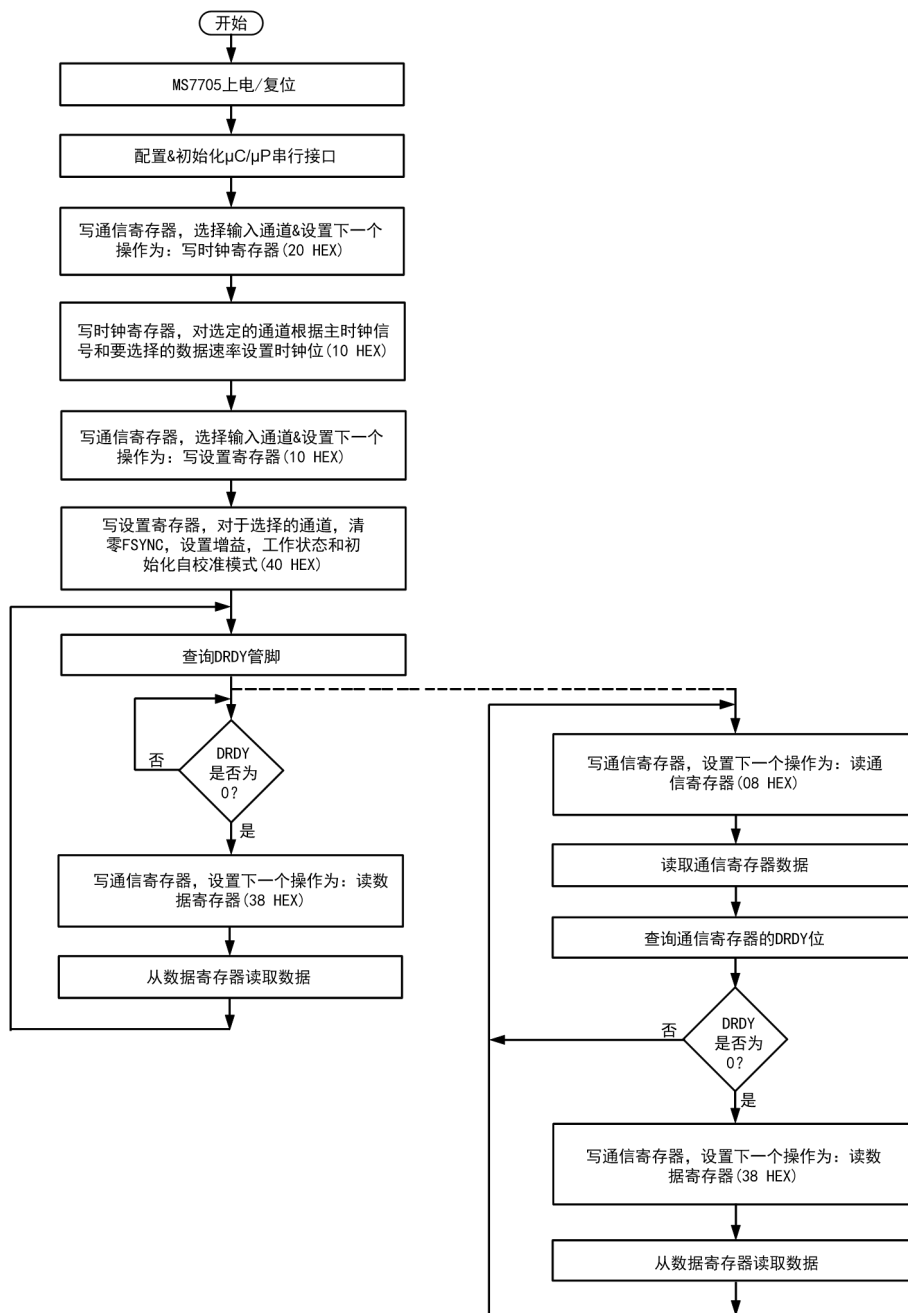 开始
MS7705上电/复位
配置&初始化μC/μP串行接口
写通信寄存器，选择输入通道&设置下一个
操作为：写时钟寄存器(20 HEX)
写时钟寄存器，对选定的通道根据主时钟信
号和要选择的数据速率设置时钟位(10 HEX)
写通信寄存器，选择输入通道&设置下一个
操作为：写设置寄存器(10 HEX)
写设置寄存器，对于选择的通道，清
零FSYNC，设置增益，工作状态和初
始化自校准模式(40 HEX)
查询DRDY管脚
DRDY
是否为
0?
否
是
写通信寄存器，设置下一个操作为：读数
据寄存器(38 HEX)
从数据寄存器读取数据
写通信寄存器，设置下一个操作为：读通
信寄存器(08 HEX)
读取通信寄存器数据
查询通信寄存器的DRDY位
DRDY
是否为
0?
否
是
写通信寄存器，设置下一个操作为：读数
据寄存器(38 HEX)
从数据寄存器读取数据